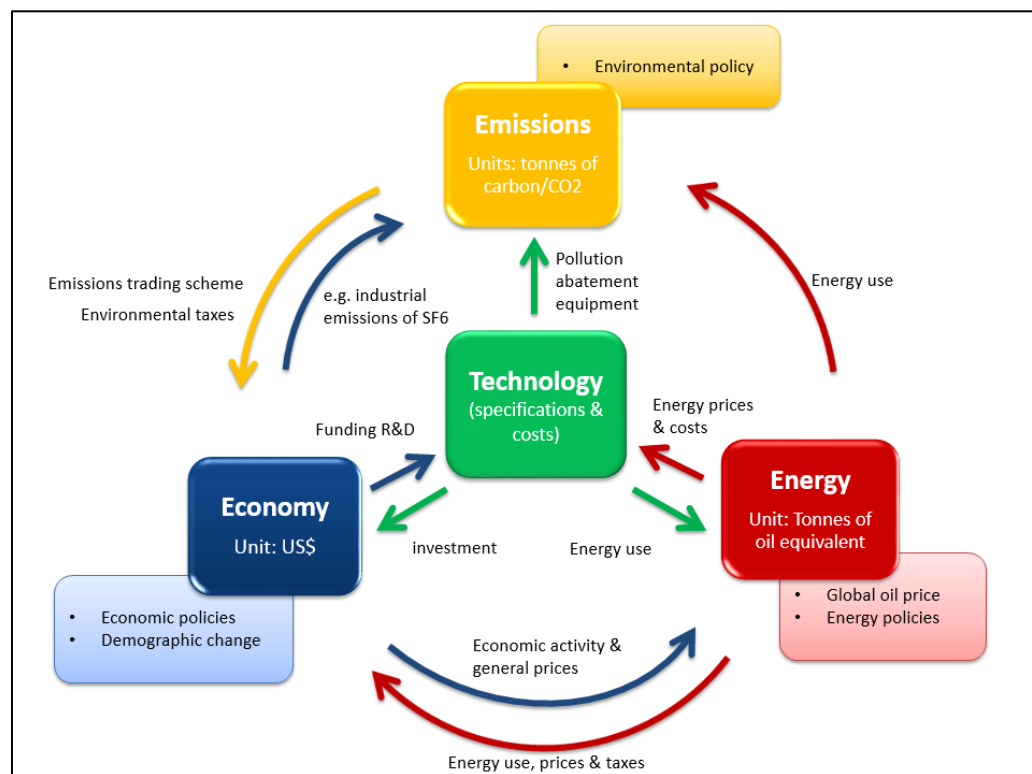 • Environmental policy
Emissions
Units: tonnes of
carbon/CO2
Emissions trading scheme
Environmental taxes
e.g. industrial
emissions of SF6
Pollution
abatement
equipment
Energy use
Technology
(specifications &
costs)
Funding R&D
Energy prices
& costs
Economy
Unit: US$
investment
Energy use
Energy
Unit: Tonnes of
oil equivalent
• Economic policies
• Demographic change
• Global oil price
• Energy policies
Economic activity &
general prices
Energy use, prices & taxes